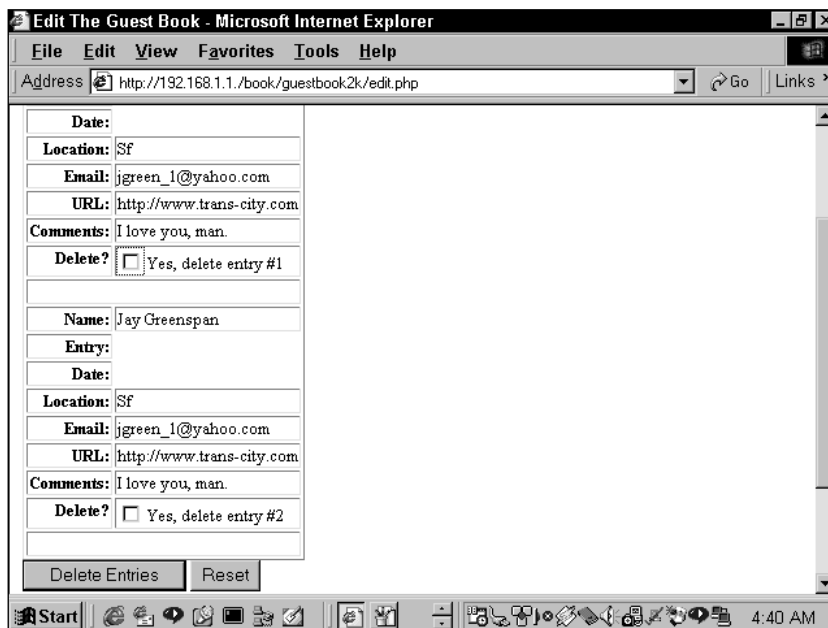 Edit The Guest Book - Microsoft Internet Explorer
File Edit View Favorites Tools Help
Address http://192.168.1.1./book/guestbook2k/edit.php Go Links
Date:
Location: Sf
Email: jgreen_1@yahoo.com
URL: http://www.trans-city.com
Comments: I love you, man.
Delete? Yes, delete entry #1
Name: Jay Greenspan
Entry:
Date:
Location: Sf
Email: jgreen_1@yahoo.com
URL: http://www.trans-city.com
Comments: I love you, man.
Delete? Yes, delete entry #2
Delete Entries Reset
Start 4:40 AM